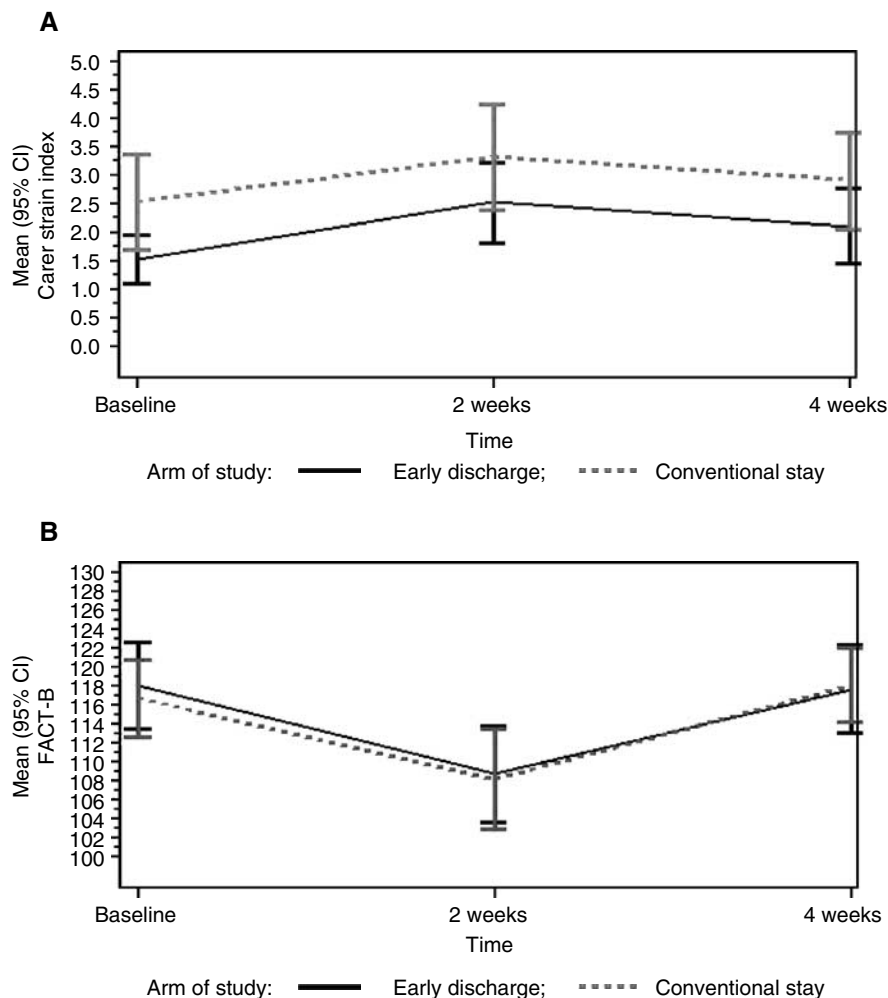 A
Mean (95% CI)
Carer strain index
5.0
4.5
4.0
3.5
3.0
2.5
2.0
1.5
1.0
0.5
0.0
Baseline
2 weeks
4 weeks
Time
Arm of study: Early discharge; Conventional stay
B
Mean (95% CI)
FACT-B
130
128
126
124
122
120
118
116
114
112
110
108
106
104
102
100
Baseline
2 weeks
4 weeks
Time
Arm of study: Early discharge; Conventional stay